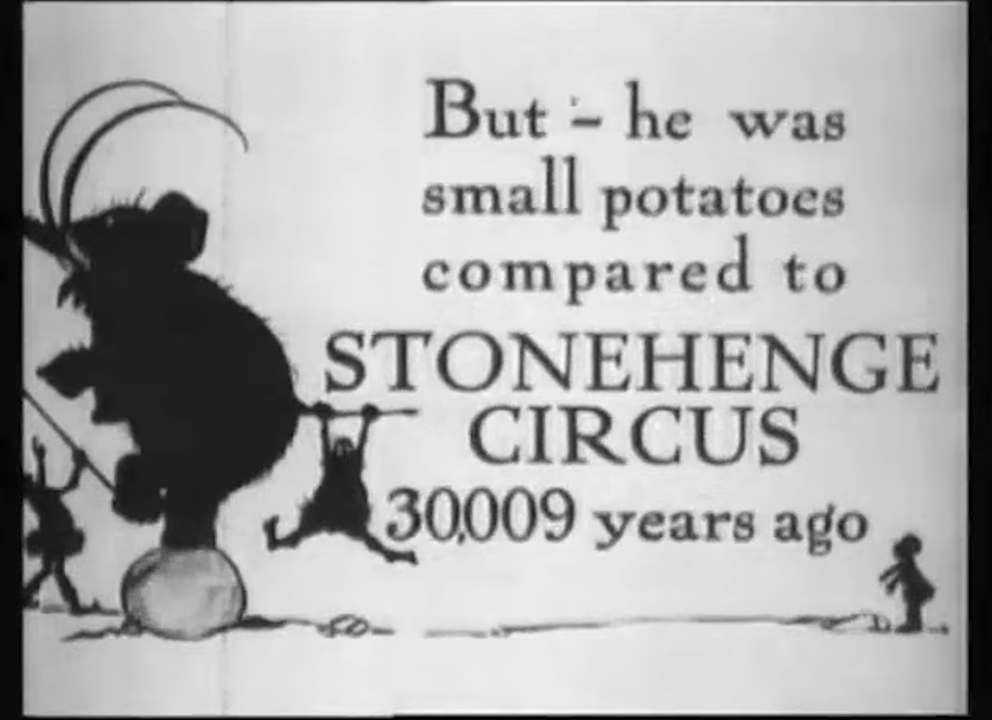 But - he was
small potatoes
compared to
STONEHENGE
CIRCUS
30,009 years ago